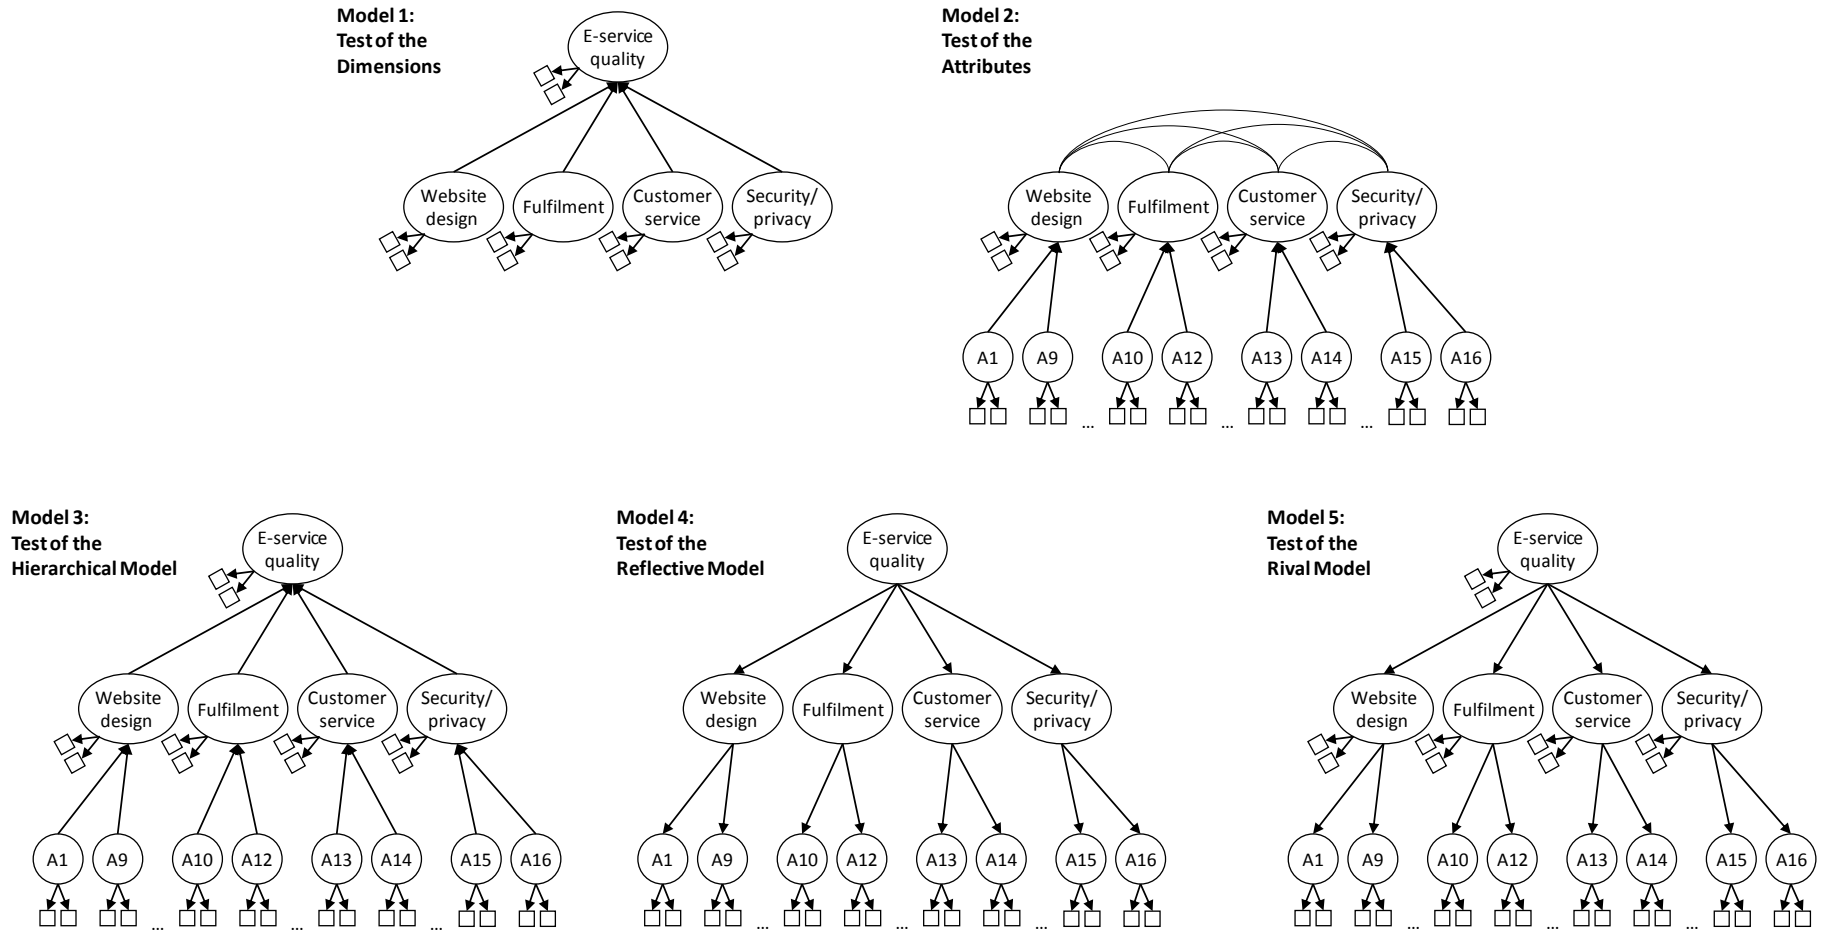 Model 1:
Test of the
Dimensions
E-service
quality
Website
design
Fulfilment
Customer
service
Security/
privacy
Model 2:
Test of the
Attributes
Website
design
Fulfilment
Customer
service
Security/
privacy
A1
A9
A10
A12
A13
A14
A15
A16
...
...
...
Model 3:
Test of the
Hierarchical Model
E-service
quality
Website
design
Fulfilment
Customer
service
Security/
privacy
A1
A9
A10
A12
A13
A14
A15
A16
...
...
...
Model 4:
Test of the
Reflective Model
E-service
quality
Website
design
Fulfilment
Customer
service
Security/
privacy
A1
A9
A10
A12
A13
A14
A15
A16
...
...
...
Model 5:
Test of the
Rival Model
E-service
quality
Website
design
Fulfilment
Customer
service
Security/
privacy
A1
A9
A10
A12
A13
A14
A15
A16
...
...
...